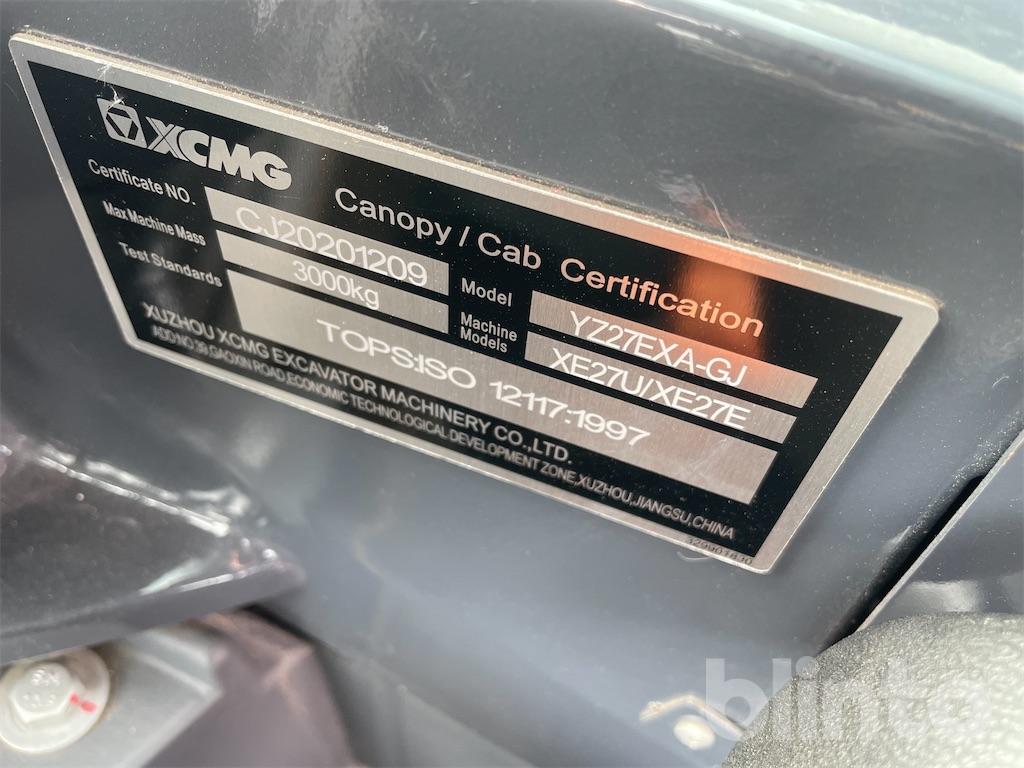 XCMG
Canopy / Cab Certification
Certificate NO. CJ20201209 Model YZ27EXA-GJ
Max Machine Mass 3000kg Machine Models XE27U/XE27E
Test Standards TOPS:ISO 12117:1997
XUZHOU XCMG EXCAVATOR MACHINERY CO.,LTD.
ADD:NO 39 GAOXIN ROAD,ECONOMIC TECHNOLOGICAL DEVELOPMENT ZONE,XUZHOU,JIANGSU,CHINA
blinto